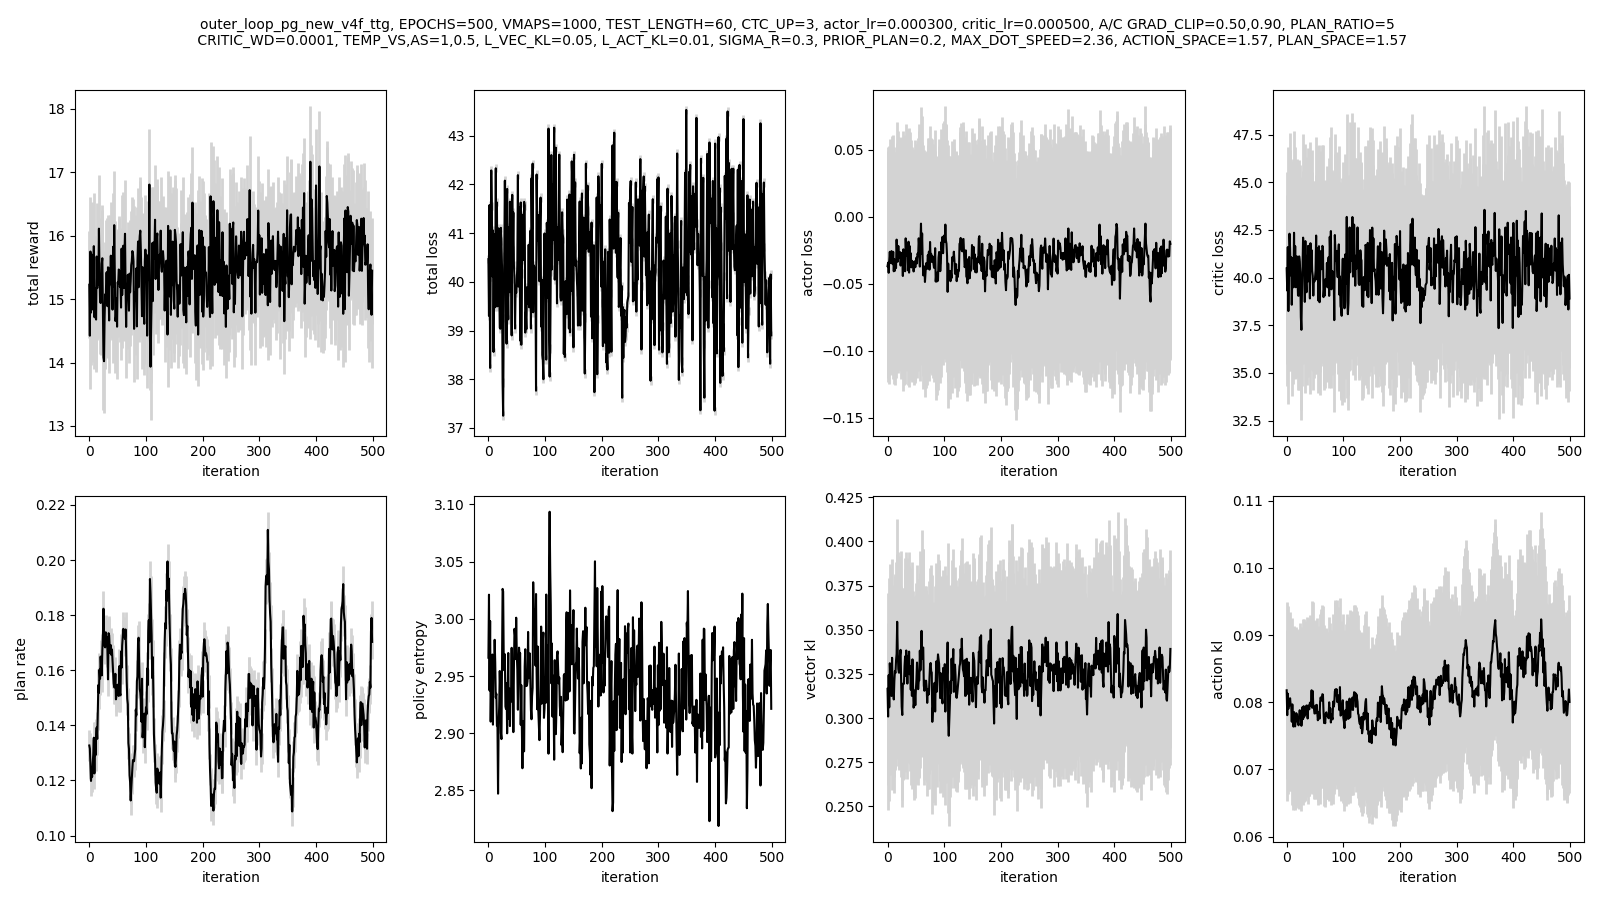 outer_loop_pg_new_v4f_ttg, EPOCHS=500, VMAPS=1000, TEST_LENGTH=60, CTC_UP=3, actor_lr=0.000300, critic_lr=0.000500, A/C GRAD_CLIP=0.50,0.90, PLAN_RATIO=5
CRITIC_WD=0.0001, TEMP_VS,AS=1,0.5, L_VEC_KL=0.05, L_ACT_KL=0.01, SIGMA_R=0.3, PRIOR_PLAN=0.2, MAX_DOT_SPEED=2.36, ACTION_SPACE=1.57, PLAN_SPACE=1.57
total reward
18
17
16
15
14
13
0 100 200 300 400 500
iteration
total loss
43
42
41
40
39
38
37
0 100 200 300 400 500
iteration
actor loss
0.05
0.00
−0.05
−0.10
−0.15
0 100 200 300 400 500
iteration
critic loss
47.5
45.0
42.5
40.0
37.5
35.0
32.5
0 100 200 300 400 500
iteration
plan rate
0.22
0.20
0.18
0.16
0.14
0.12
0.10
0 100 200 300 400 500
iteration
policy entropy
3.10
3.05
3.00
2.95
2.90
2.85
0 100 200 300 400 500
iteration
vector kl
0.425
0.400
0.375
0.350
0.325
0.300
0.275
0.250
0 100 200 300 400 500
iteration
action kl
0.11
0.10
0.09
0.08
0.07
0.06
0 100 200 300 400 500
iteration